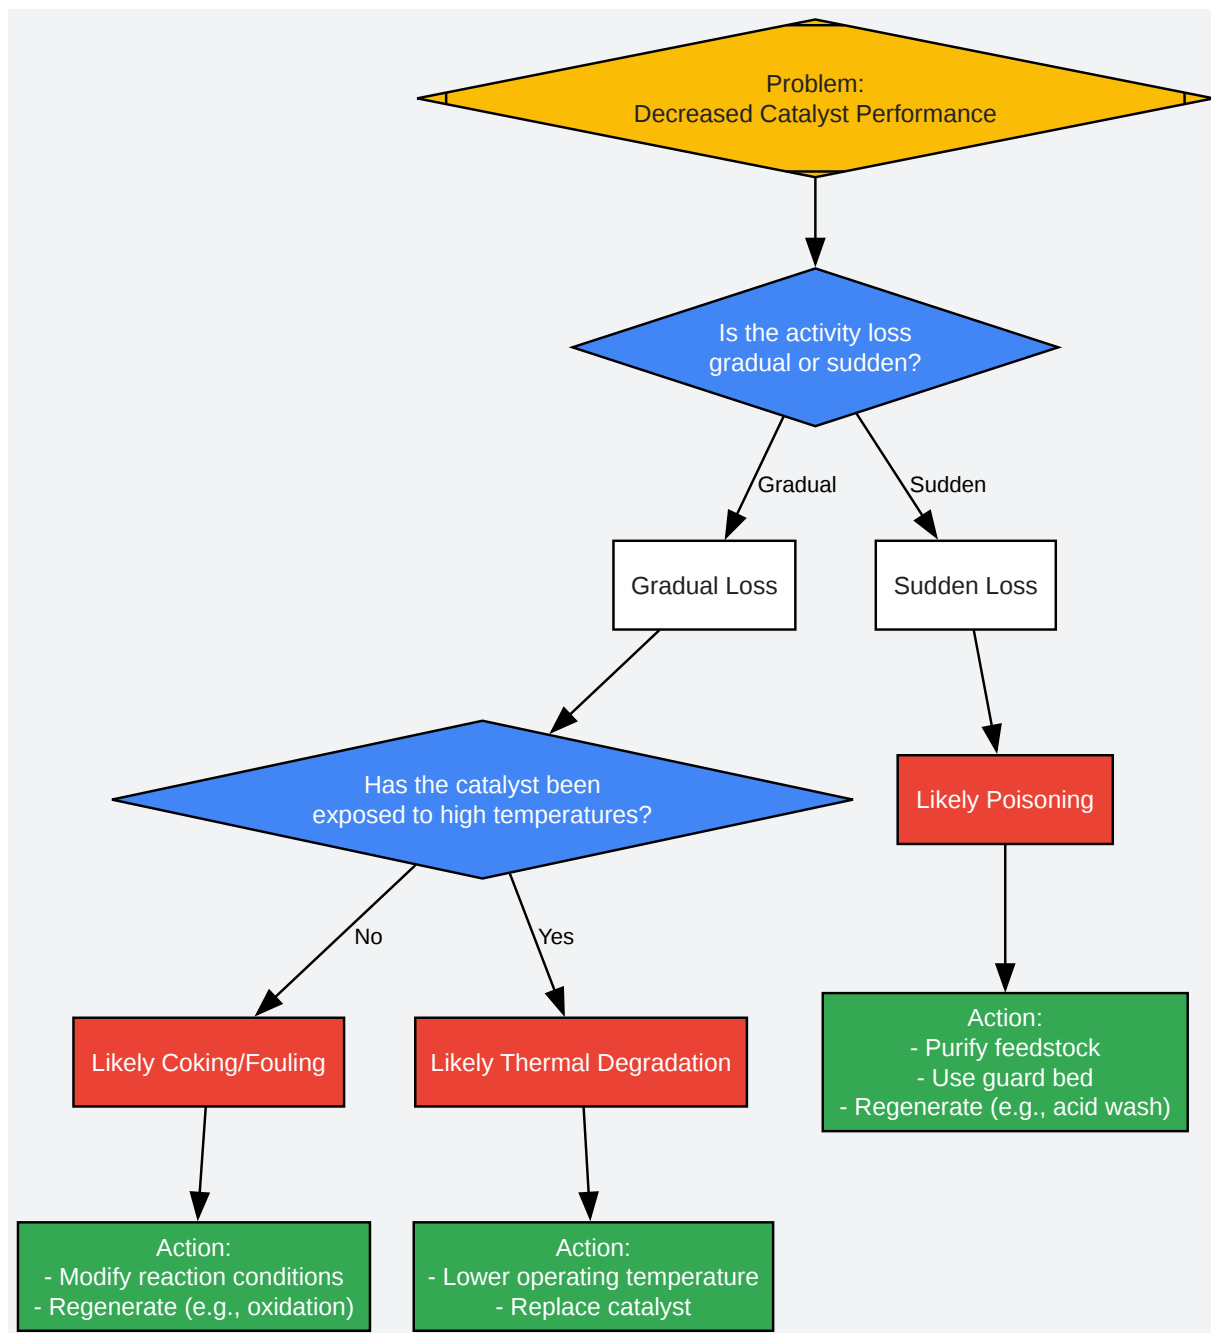 Problem:
Decreased Catalyst Performance
Is the activity loss
gradual or sudden?
Gradual
Sudden
Gradual Loss
Sudden Loss
Has the catalyst been
exposed to high temperatures?
Likely Poisoning
No
Yes
Likely Coking/Fouling
Likely Thermal Degradation
Action:
- Purify feedstock
- Use guard bed
- Regenerate (e.g., acid wash)
Action:
- Modify reaction conditions
- Regenerate (e.g., oxidation)
Action:
- Lower operating temperature
- Replace catalyst